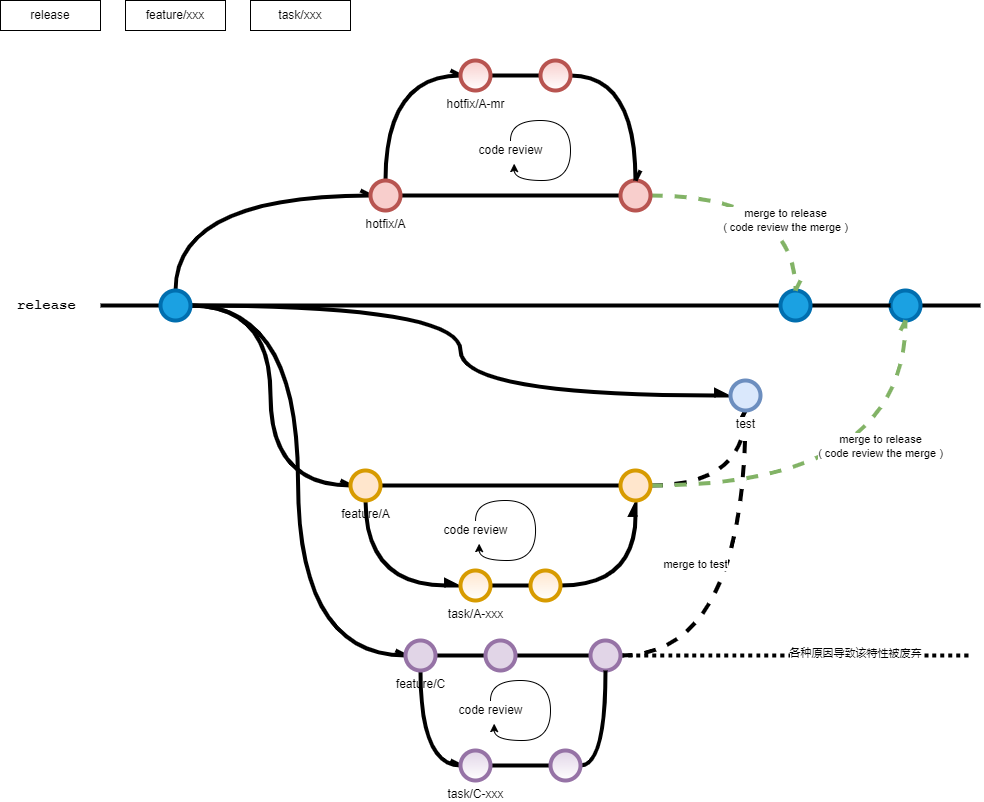 release
feature/xxx
task/xxx
hotfix/A-mr
code review
hotfix/A
merge to release
( code review the merge )
release
test
merge to release
( code review the merge )
feature/A
code review
merge to test
task/A-xxx
各种原因导致该特性被废弃
feature/C
code review
task/C-xxx